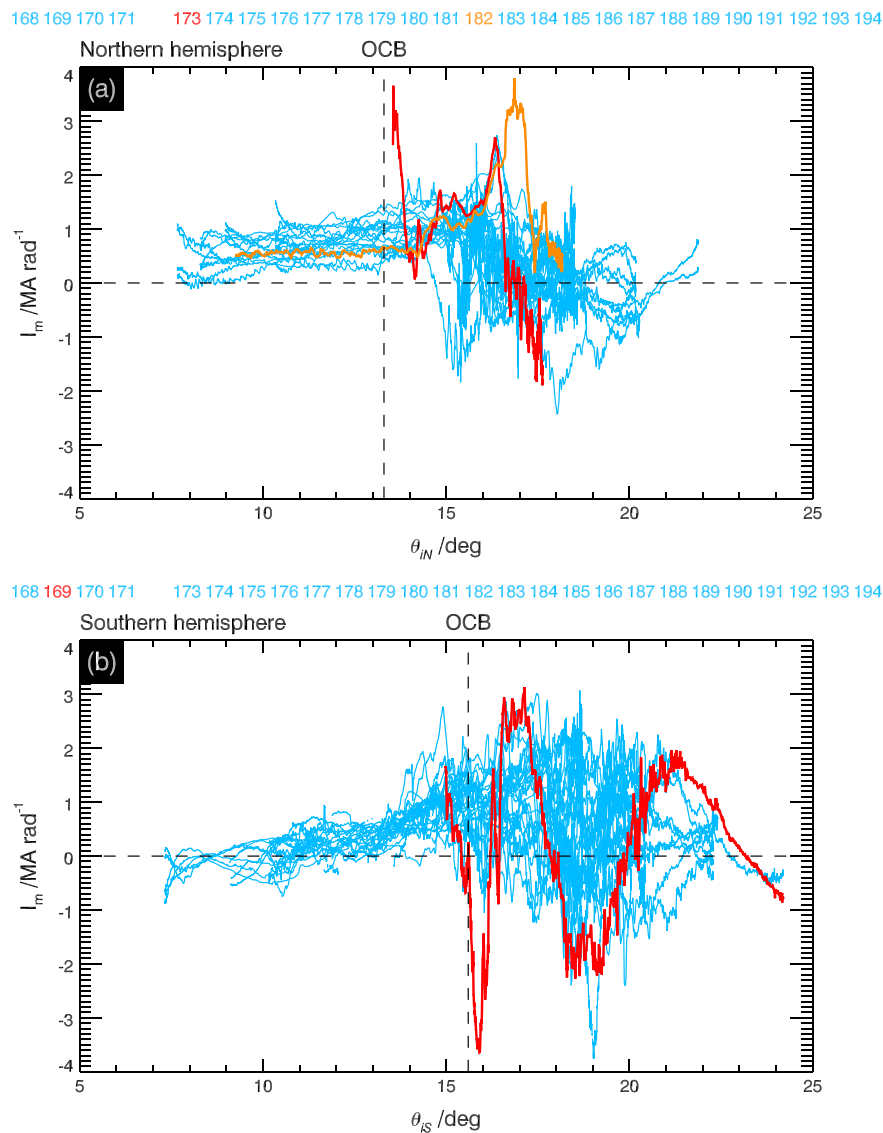 168 169 170 171 173 174 175 176 177 178 179 180 181 182 183 184 185 186 187 188 189 190 191 192 193 194
Northern hemisphere OCB
(a)
4
3
2
1
0
-1
-2
-3
-4
I_m /MA rad⁻¹
5 10 15 20 25
θ_iN /deg
168 169 170 171 173 174 175 176 177 178 179 180 181 182 183 184 185 186 187 188 189 190 191 192 193 194
Southern hemisphere OCB
(b)
4
3
2
1
0
-1
-2
-3
-4
I_m /MA rad⁻¹
5 10 15 20 25
θ_iS /deg